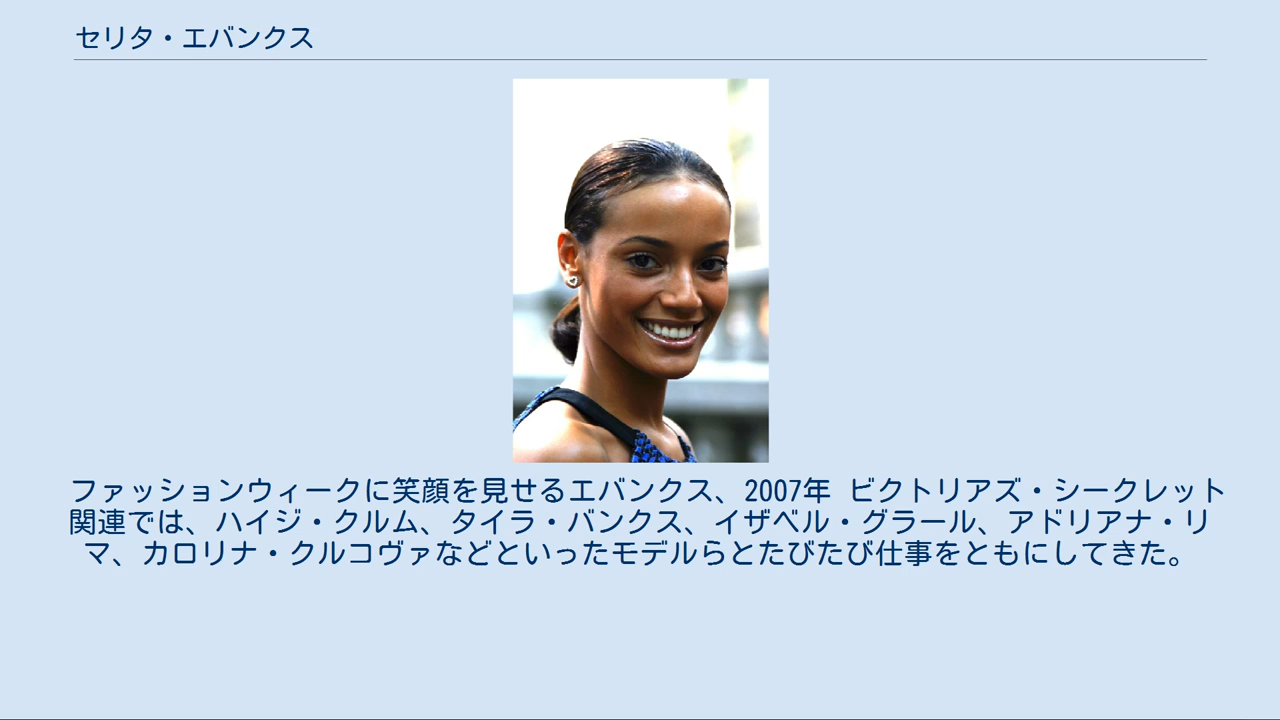 セリタ・エバンクス
ファッションウィークに笑顔を見せるエバンクス、2007年 ビクトリアズ・シークレット
関連では、ハイジ・クルム、タイラ・バンクス、イザベル・グラール、アドリアナ・リ
マ、カロリナ・クルコヴァなどといったモデルらとたびたび仕事をともにしてきた。